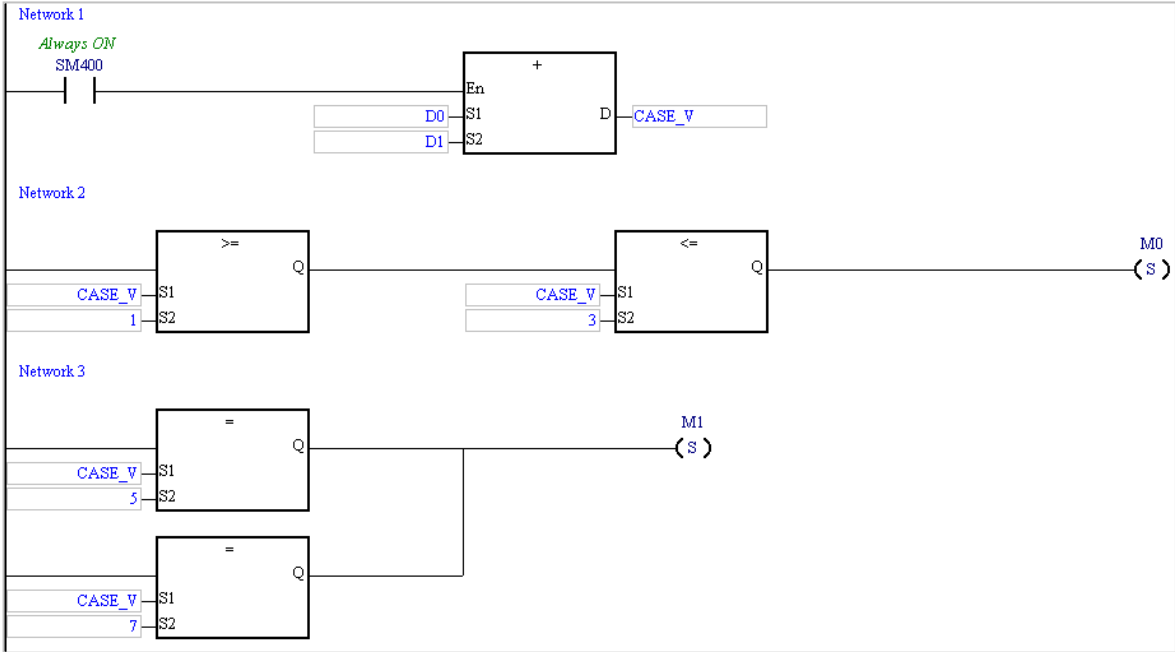 Network 1
Always ON
SM400
+
En
D0 S1 D CASE_V
D1 S2
Network 2
>= <= M0
Q Q S
CASE_V S1 CASE_V S1
1 S2 3 S2
Network 3
= M1
Q S
CASE_V S1
5 S2
=
Q
CASE_V S1
7 S2